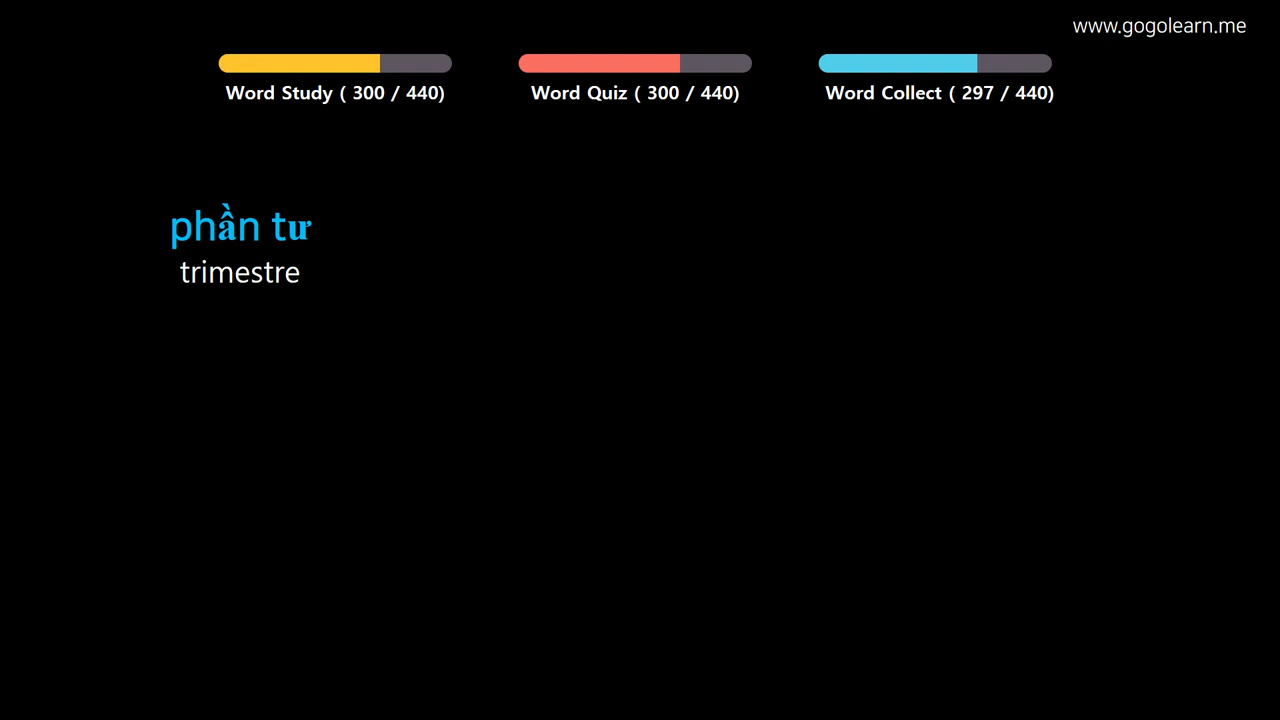 www.gogolearn.me
Word Study ( 300 / 440)
Word Quiz ( 300 / 440)
Word Collect ( 297 / 440)
phần tư
trimestre